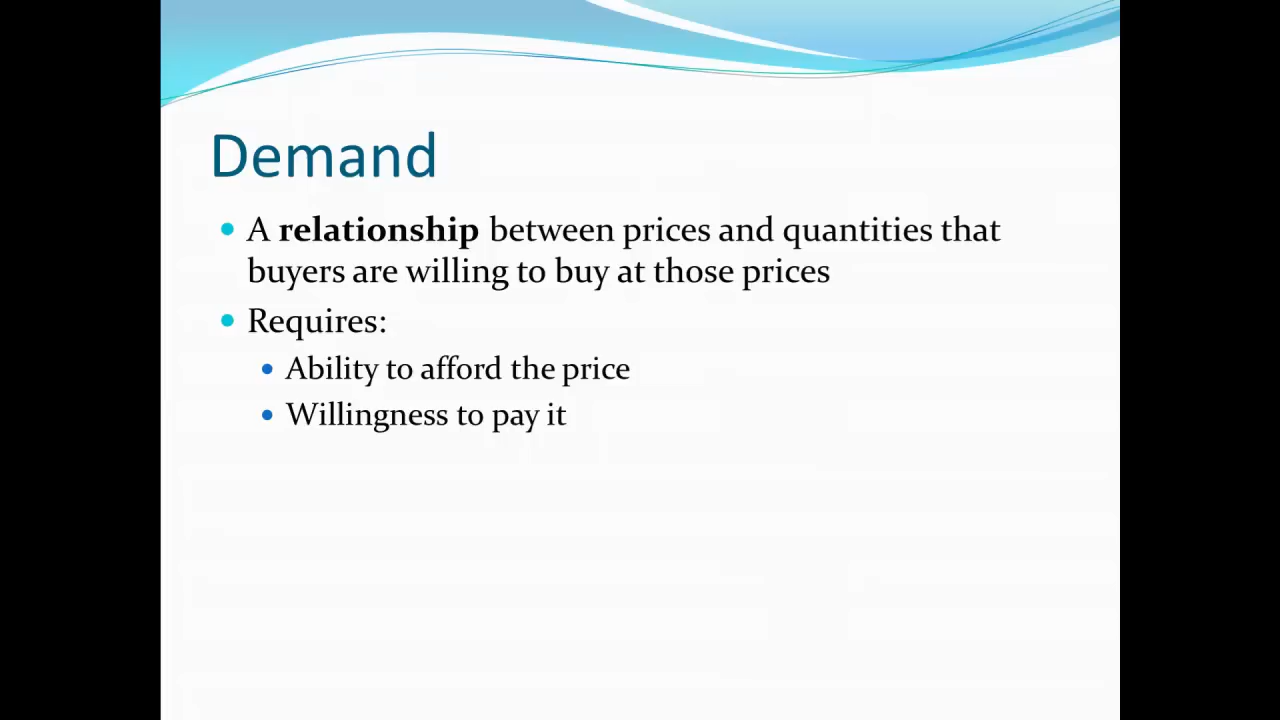 Demand
A relationship between prices and quantities that
buyers are willing to buy at those prices
Requires:
Ability to afford the price
Willingness to pay it